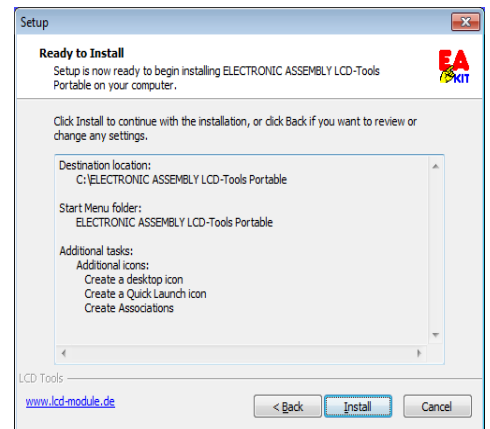 Setup
Ready to Install
Setup is now ready to begin installing ELECTRONIC ASSEMBLY LCD-Tools
Portable on your computer.
EA
KIT
Click Install to continue with the installation, or click Back if you want to review or
change any settings.
Destination location:
C:\ELECTRONIC ASSEMBLY LCD-Tools Portable
Start Menu folder:
ELECTRONIC ASSEMBLY LCD-Tools Portable
Additional tasks:
Additional icons:
Create a desktop icon
Create a Quick Launch icon
Create Associations
LCD Tools
www.lcd-module.de
< Back
Install
Cancel